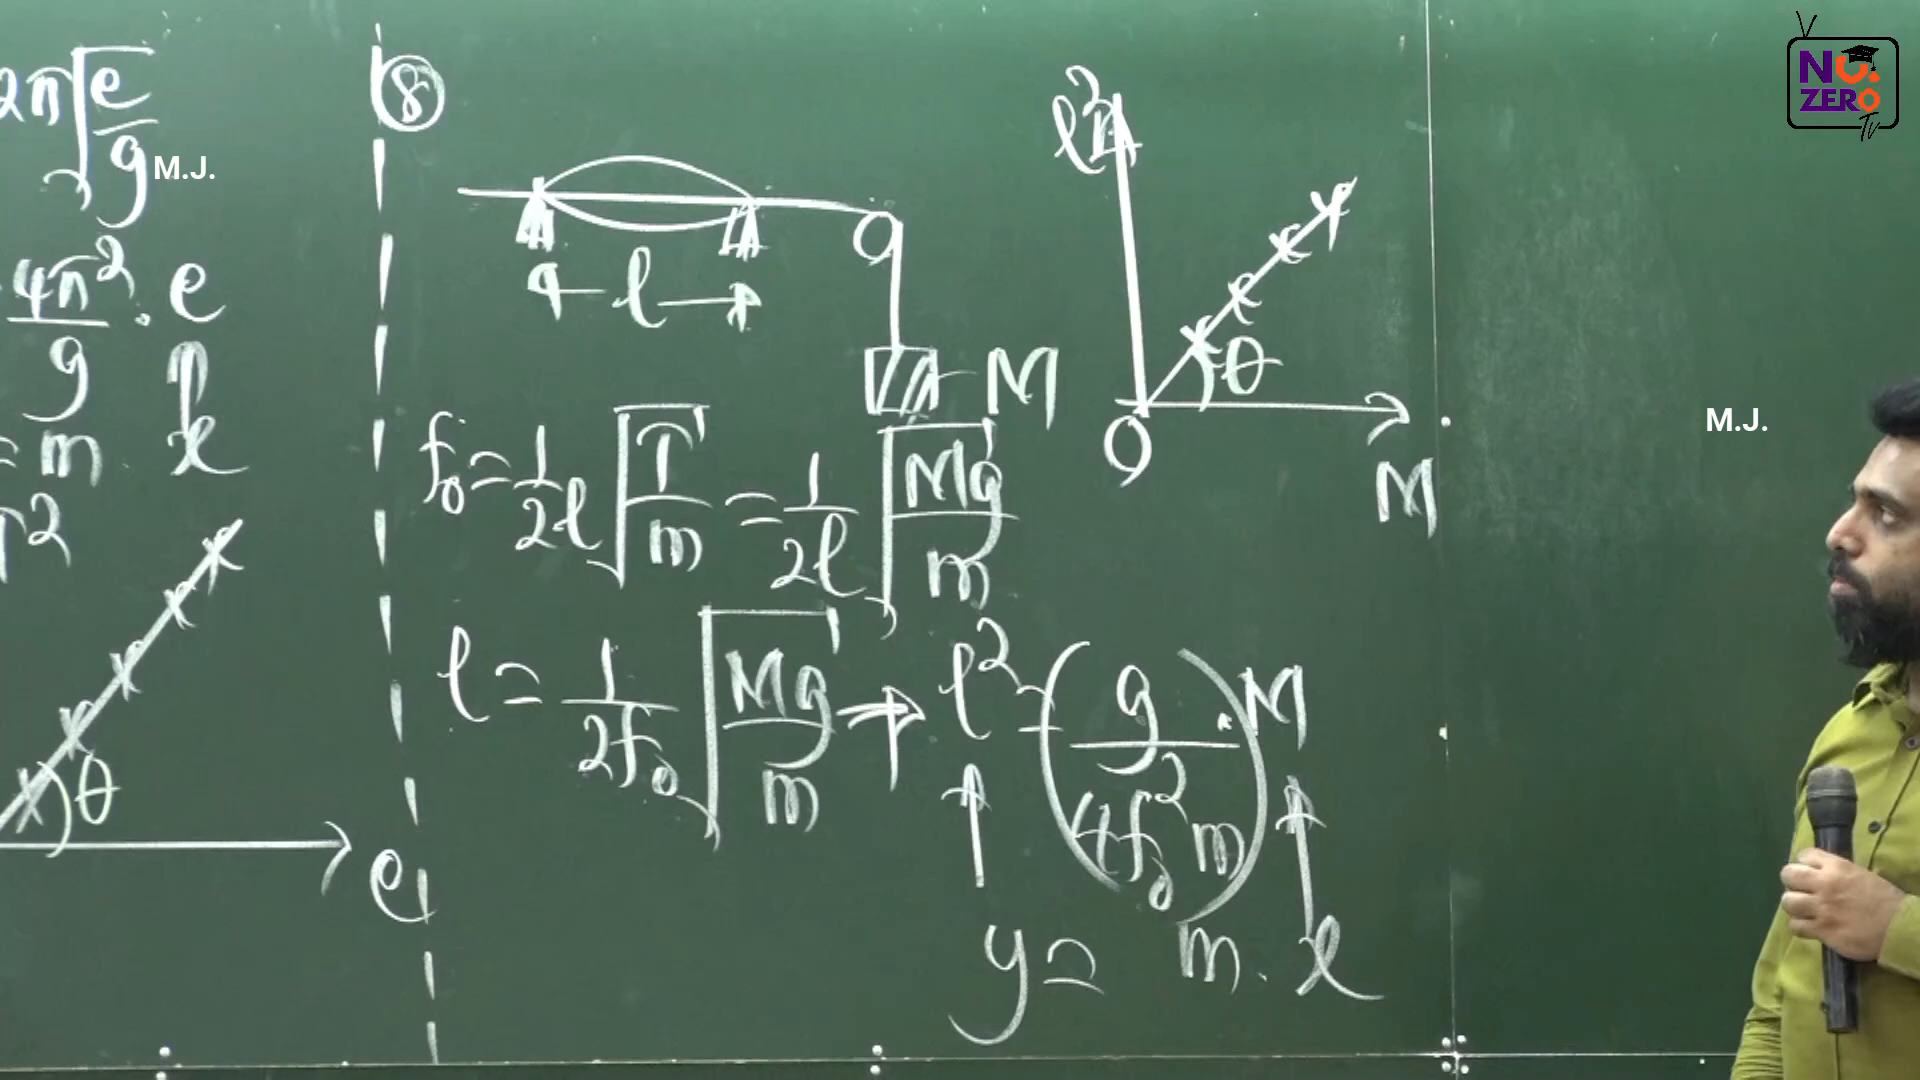 2π√e/g
M.J.
4π²/g . e
= m x
T²
θ
e
⑧
l
M
f₀ = 1/2l √T/m = 1/2l √Mg/m
l = 1/2f₀ √Mg/m → l² = (g/4f₀²m) . M
y = m . x
l²
θ
O
M
NO.
ZERO
TV
M.J.